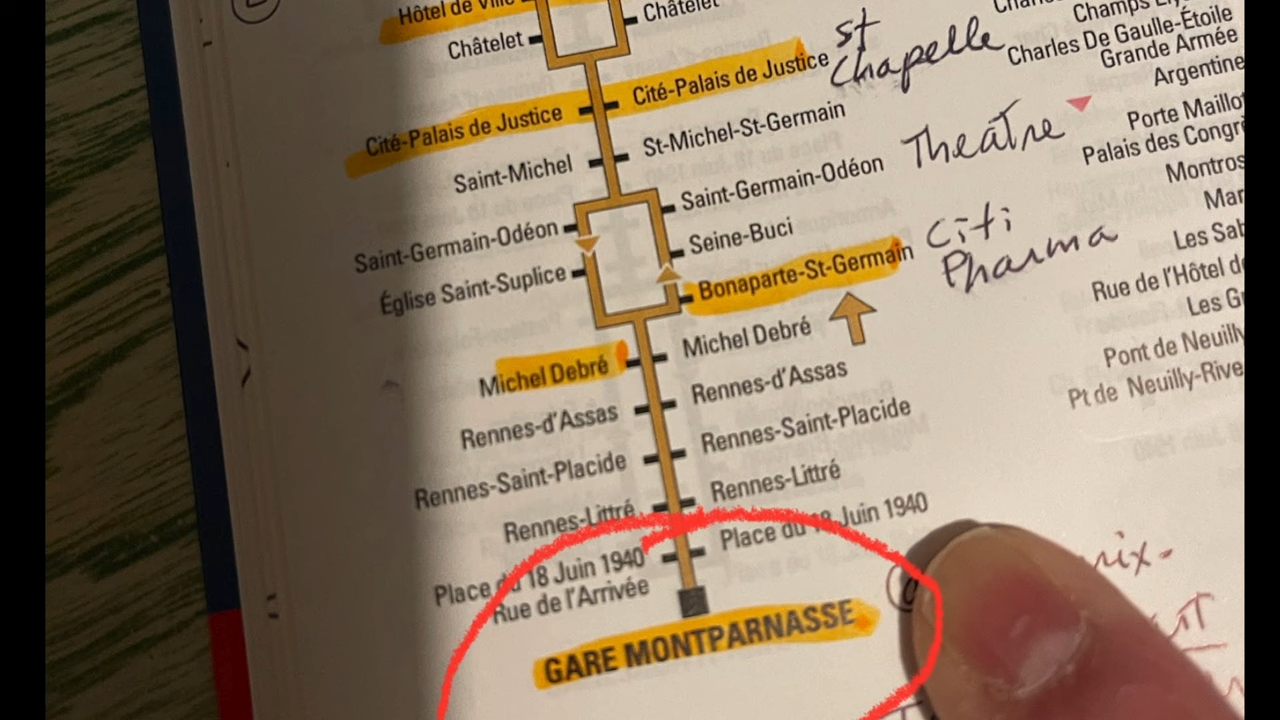 Hôtel de Ville
Châtelet
Châtelet
Cité-Palais de Justice
St
Chapelle
Cité-Palais de Justice
St-Michel-St-Germain
Saint-Michel
Saint-Germain-Odéon
Theatre
Saint-Germain-Odéon
Seine-Buci
Église Saint-Suplice
Bonaparte-St-Germain
Citi
Pharma
Michel Debré
Michel Debré
Rennes-d'Assas
Rennes-d'Assas
Rennes-Saint-Placide
Rennes-Saint-Placide
Rennes-Littré
Rennes-Littré
Place du 18 Juin 1940
Place du 18 Juin 1940
Rue de l'Arrivée
GARE MONTPARNASSE
Charles De Gaulle-Étoile
Grande Armée
Argentine
Porte Maillot
Palais des Congr
Montros
Mar
Les Sab
Rue de l'Hôtel de
Les G
Pont de Neuilly
Pt de Neuilly-Rive